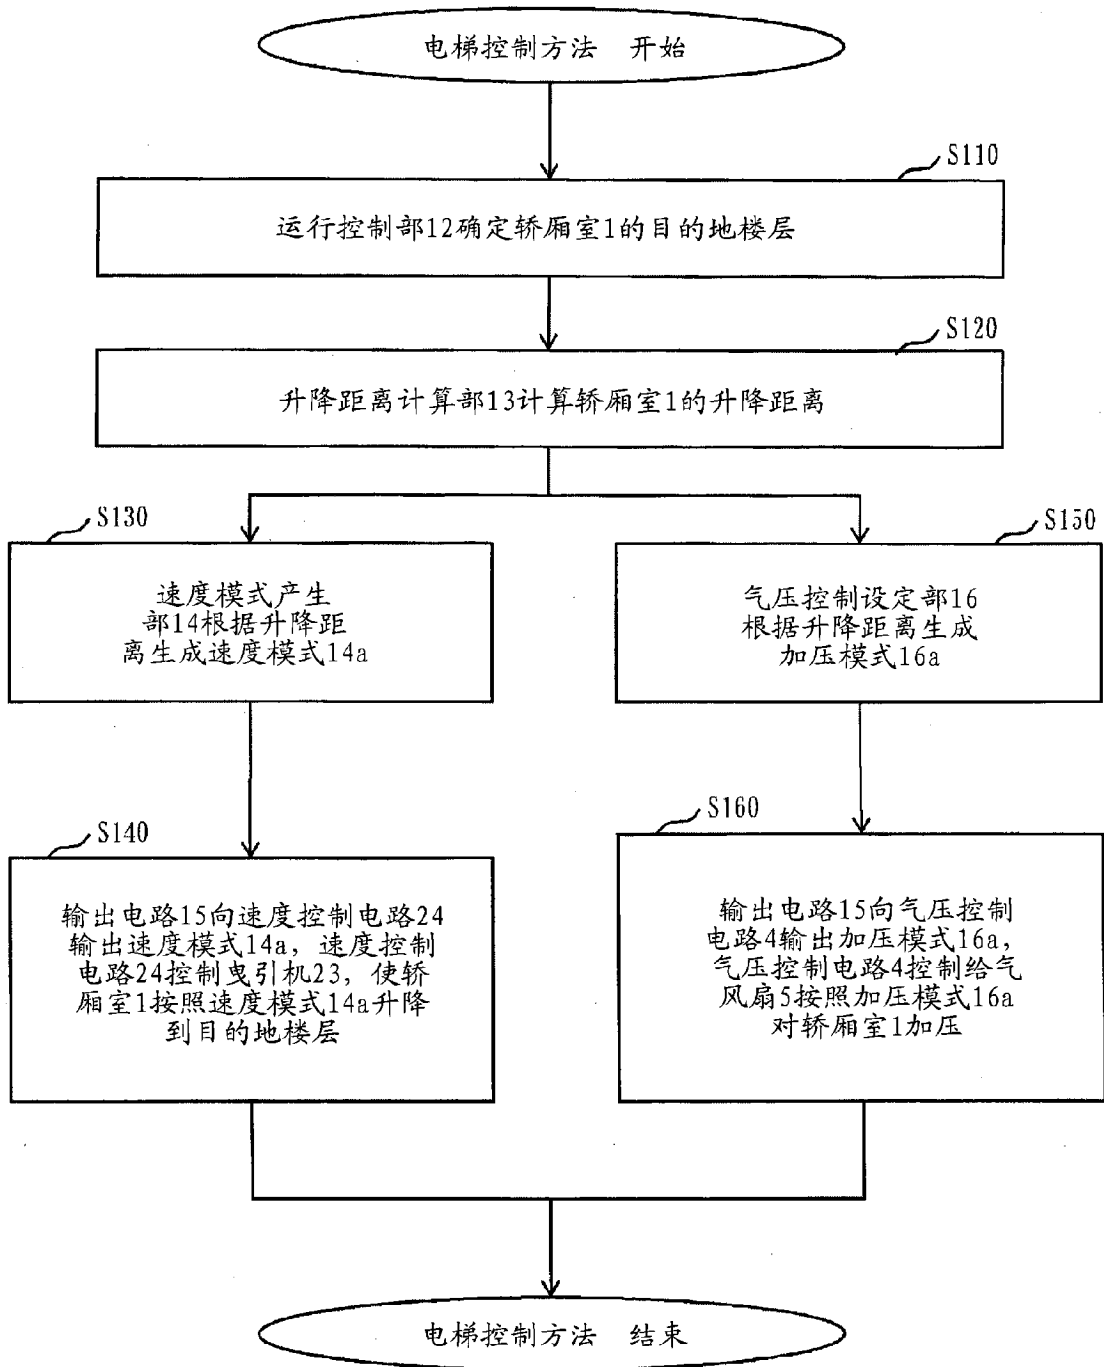 电梯控制方法 开始
S110
运行控制部12确定轿厢室1的目的地楼层
S120
升降距离计算部13计算轿厢室1的升降距离
S130
速度模式产生
部14根据升降距
离生成速度模式14a
S150
气压控制设定部16
根据升降距离生成
加压模式16a
S140
输出电路15向速度控制电路24
输出速度模式14a，速度控制
电路24控制曳引机23，使轿
厢室1按照速度模式14a升降
到目的地楼层
S160
输出电路15向气压控制
电路4输出加压模式16a，
气压控制电路4控制给气
风扇5按照加压模式16a
对轿厢室1加压
电梯控制方法 结束